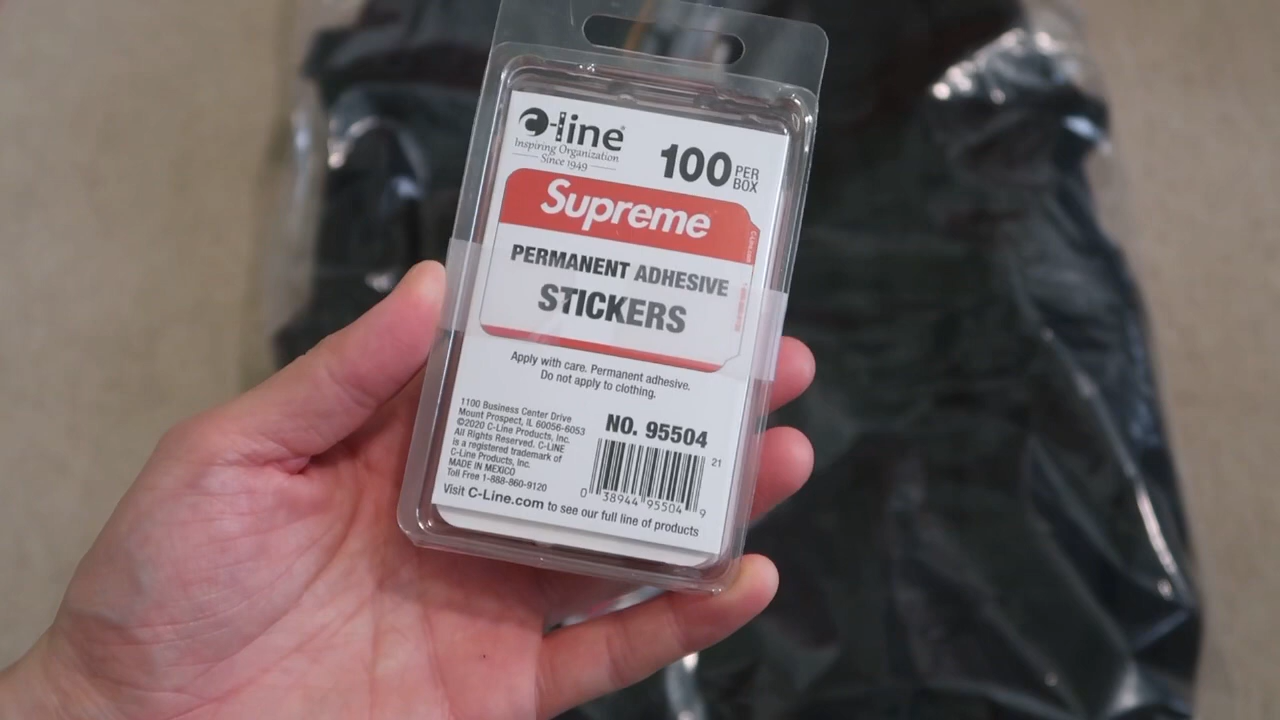 C-line®
Inspiring Organization
Since 1949
100 PER BOX
Supreme
PERMANENT ADHESIVE
STICKERS
Apply with care. Permanent adhesive.
Do not apply to clothing.
1100 Business Center Drive
Mount Prospect, IL 60056-6053
©2020 C-Line Products, Inc.
All Rights Reserved. C-LINE
is a registered trademark of
C-Line Products, Inc.
MADE IN MEXICO
Toll Free 1-888-860-9120
NO. 95504
21
0 38944 95504 9
Visit C-Line.com to see our full line of products